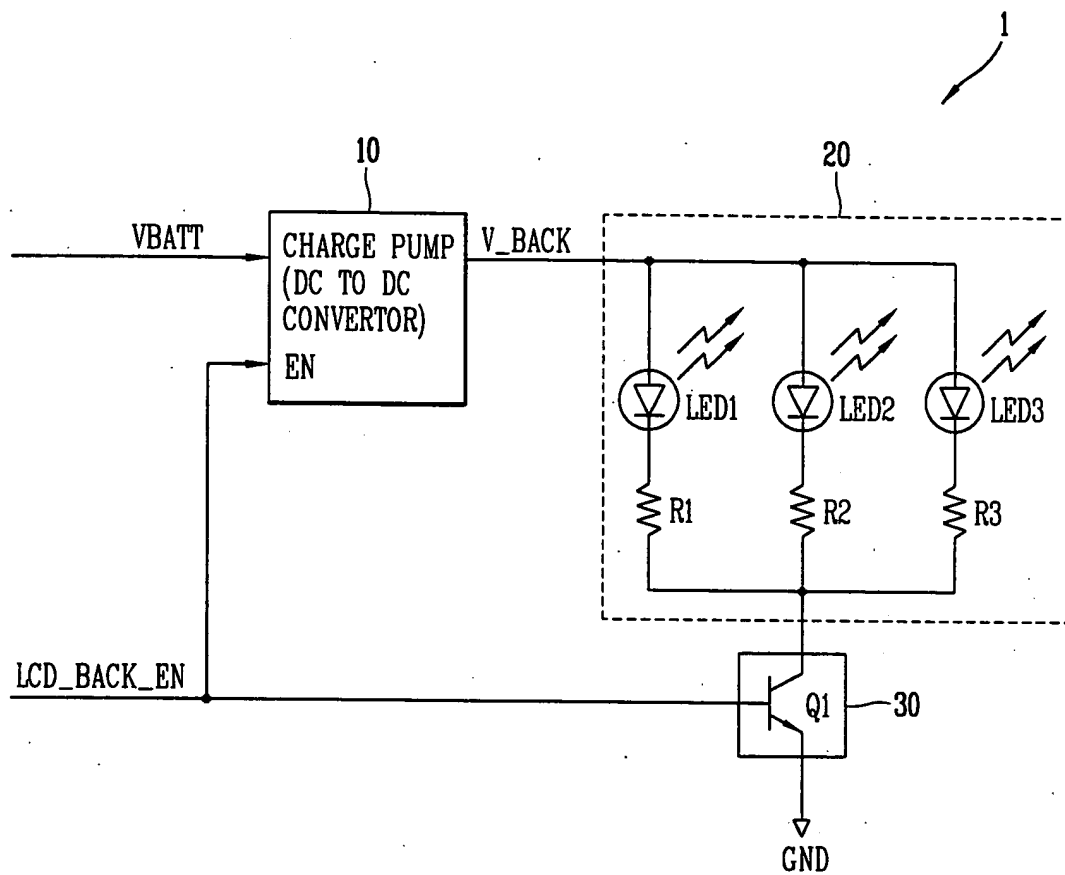 1
10
20
VBATT
CHARGE PUMP
(DC TO DC
CONVERTOR)
EN
V_BACK
LED1
LED2
LED3
R1
R2
R3
LCD_BACK_EN
Q1
30
GND